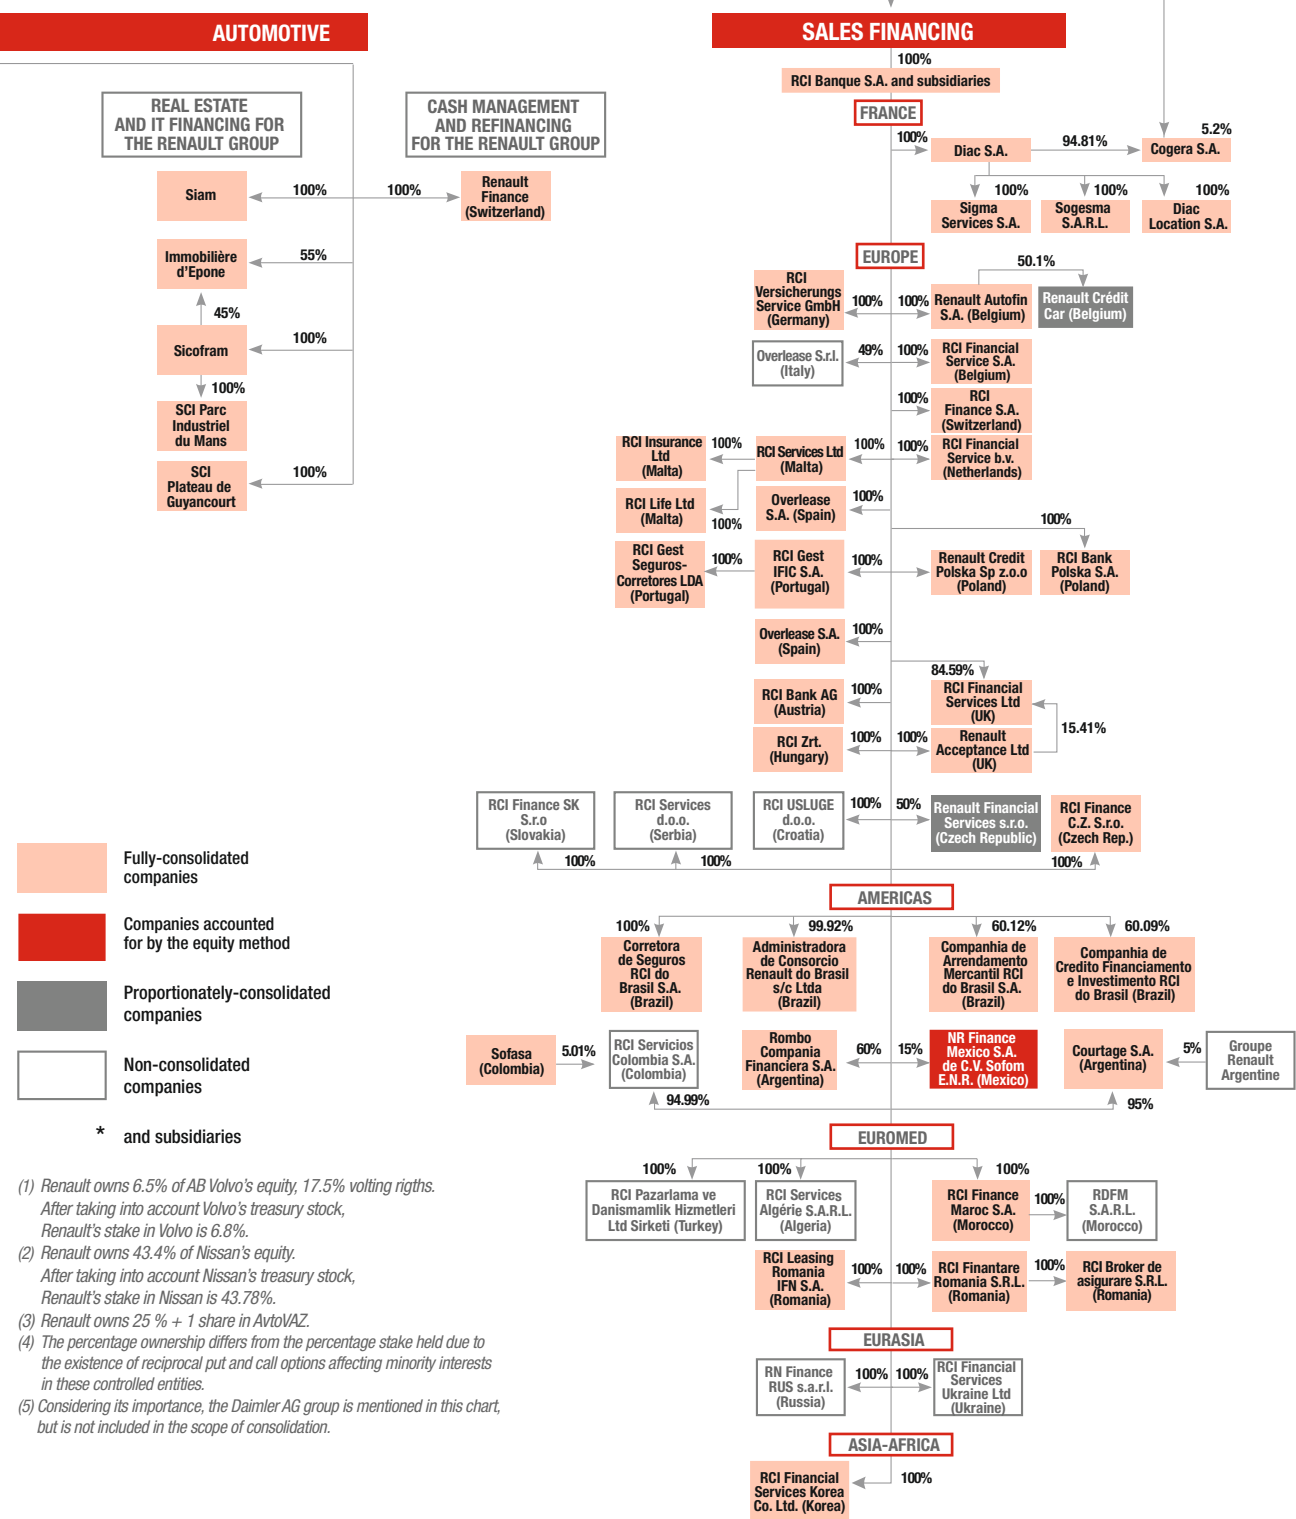 AUTOMOTIVE
SALES FINANCING
100%
RCI Banque S.A. and subsidiaries
REAL ESTATE
AND IT FINANCING FOR
THE RENAULT GROUP
CASH MANAGEMENT
AND REFINANCING
FOR THE RENAULT GROUP
Siam
100%
100%
Renault
Finance
(Switzerland)
Immobilière
d'Epone
55%
45%
Sicofram
100%
100%
SCI Parc
Industriel
du Mans
SCI
Plateau de
Guyancourt
100%
FRANCE
100%
Diac S.A.
94.81%
5.2%
Cogera S.A.
100%
100%
100%
Sigma
Services S.A.
Sogesma
S.A.R.L.
Diac
Location S.A.
EUROPE
RCI
Versicherungs
Service GmbH
(Germany)
100%
100%
Renault Autofin
S.A. (Belgium)
50.1%
Renault Crédit
Car (Belgium)
Overlease S.r.l.
(Italy)
49%
100%
RCI Financial
Service S.A.
(Belgium)
100%
RCI
Finance S.A.
(Switzerland)
RCI Insurance
Ltd
(Malta)
100%
RCI Services Ltd
(Malta)
100%
100%
RCI Financial
Service b.v.
(Netherlands)
RCI Life Ltd
(Malta)
100%
Overlease
S.A. (Spain)
100%
100%
RCI Gest
Seguros-
Corretores LDA
(Portugal)
100%
RCI Gest
IFIC S.A.
(Portugal)
100%
Renault Credit
Polska Sp z.o.o
(Poland)
RCI Bank
Polska S.A.
(Poland)
Overlease S.A.
(Spain)
100%
84.59%
RCI Bank AG
(Austria)
100%
RCI Financial
Services Ltd
(UK)
15.41%
RCI Zrt.
(Hungary)
100%
100%
Renault
Acceptance Ltd
(UK)
RCI Finance SK
S.r.o
(Slovakia)
RCI Services
d.o.o.
(Serbia)
RCI USLUGE
d.o.o.
(Croatia)
100%
50%
Renault Financial
Services s.r.o.
(Czech Republic)
RCI Finance
C.Z. S.r.o.
(Czech Rep.)
100%
100%
100%
AMERICAS
100%
99.92%
60.12%
60.09%
Corretora
de Seguros
RCI do
Brasil S.A.
(Brazil)
Administradora
de Consorcio
Renault do Brasil
s/c Ltda
(Brazil)
Companhia de
Arrendamento
Mercantil RCI
do Brasil S.A.
(Brazil)
Companhia de
Credito Financiamento
e Investimento RCI
do Brasil (Brazil)
Sofasa
(Colombia)
5.01%
RCI Servicios
Colombia S.A.
(Colombia)
Rombo
Compania
Financiera S.A.
(Argentina)
60%
15%
NR Finance
Mexico S.A.
de C.V. Sofom
E.N.R. (Mexico)
Courtage S.A.
(Argentina)
5%
Groupe
Renault
Argentine
94.99%
95%
EUROMED
100%
100%
100%
RCI Pazarlama ve
Danismamlik Hizmetleri
Ltd Sirketi (Turkey)
RCI Services
Algérie S.A.R.L.
(Algeria)
RCI Finance
Maroc S.A.
(Morocco)
100%
RDFM
S.A.R.L.
(Morocco)
RCI Leasing
Romania
IFN S.A.
(Romania)
100%
100%
RCI Finantare
Romania S.R.L.
(Romania)
100%
RCI Broker de
asigurare S.R.L.
(Romania)
EURASIA
RN Finance
RUS s.a.r.l.
(Russia)
100%
100%
RCI Financial
Services
Ukraine Ltd
(Ukraine)
ASIA-AFRICA
RCI Financial
Services Korea
Co. Ltd. (Korea)
100%
Fully-consolidated
companies
Companies accounted
for by the equity method
Proportionately-consolidated
companies
Non-consolidated
companies
* and subsidiaries
(1) Renault owns 6.5% of AB Volvo's equity, 17.5% volting rigths.
After taking into account Volvo's treasury stock,
Renault's stake in Volvo is 6.8%.
(2) Renault owns 43.4% of Nissan's equity.
After taking into account Nissan's treasury stock,
Renault's stake in Nissan is 43.78%.
(3) Renault owns 25 % + 1 share in AvtoVAZ.
(4) The percentage ownership differs from the percentage stake held due to
the existence of reciprocal put and call options affecting minority interests
in these controlled entities.
(5) Considering its importance, the Daimler AG group is mentioned in this chart,
but is not included in the scope of consolidation.